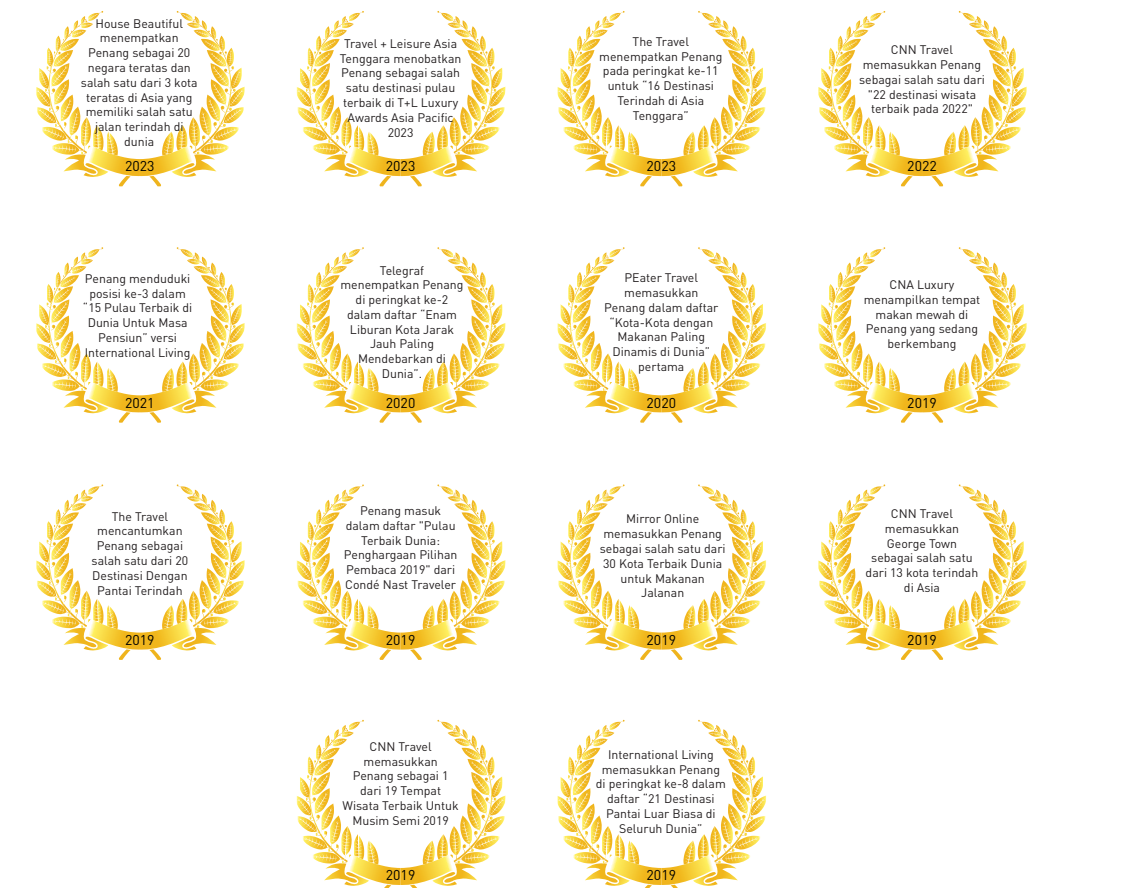 House Beautiful
menempatkan
Penang sebagai 20
negara teratas dan
salah satu dari 3 kota
teratas di Asia yang
memiliki salah satu
jalan terindah di
dunia
2023
Travel + Leisure Asia
Tenggara menobatkan
Penang sebagai salah
satu destinasi pulau
terbaik di T+L Luxury
Awards Asia Pacific
2023
2023
The Travel
menempatkan Penang
pada peringkat ke-11
untuk "16 Destinasi
Terindah di Asia
Tenggara"
2023
CNN Travel
memasukkan Penang
sebagai salah satu dari
"22 destinasi wisata
terbaik pada 2022"
2022
Penang menduduki
posisi ke-3 dalam
"15 Pulau Terbaik di
Dunia Untuk Masa
Pensiun" versi
International Living
2021
Telegraf
menempatkan Penang
di peringkat ke-2
dalam daftar "Enam
Liburan Kota Jarak
Jauh Paling
Mendebarkan di
Dunia".
2020
PEater Travel
memasukkan
Penang dalam daftar
"Kota-Kota dengan
Makanan Paling
Dinamis di Dunia"
pertama
2020
CNA Luxury
menampilkan tempat
makan mewah di
Penang yang sedang
berkembang
2019
The Travel
mencantumkan
Penang sebagai
salah satu dari 20
Destinasi Dengan
Pantai Terindah
2019
Penang masuk
dalam daftar "Pulau
Terbaik Dunia:
Penghargaan Pilihan
Pembaca 2019" dari
Condé Nast Traveler
2019
Mirror Online
memasukkan Penang
sebagai salah satu dari
30 Kota Terbaik Dunia
untuk Makanan
Jalanan
2019
CNN Travel
memasukkan
George Town
sebagai salah satu
dari 13 kota terindah
di Asia
2019
CNN Travel
memasukkan
Penang sebagai 1
dari 19 Tempat
Wisata Terbaik Untuk
Musim Semi 2019
2019
International Living
memasukkan Penang
di peringkat ke-8 dalam
daftar "21 Destinasi
Pantai Luar Biasa di
Seluruh Dunia"
2019